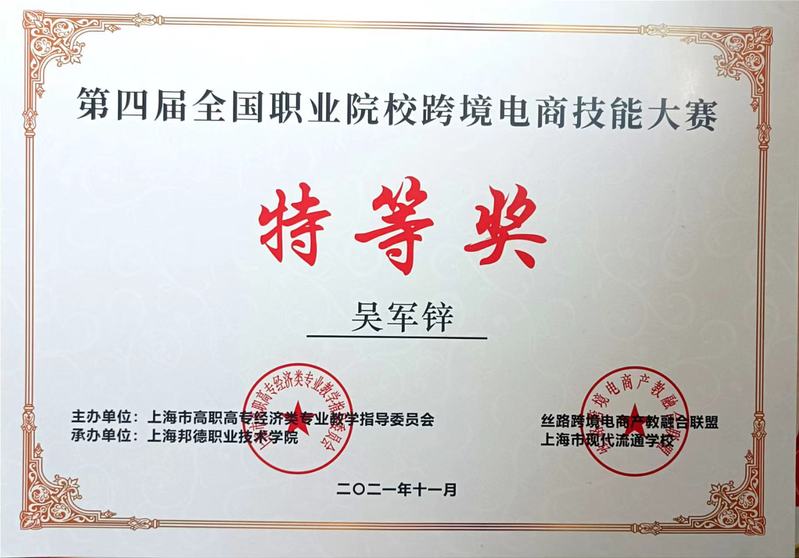 第四届全国职业院校跨境电商技能大赛
特等奖
吴军锌
主办单位：上海市高职高专经济类专业教学指导委员会 丝路跨境电商产教融合联盟
承办单位：上海邦德职业技术学院 上海市现代流通学校
二〇二一年十一月